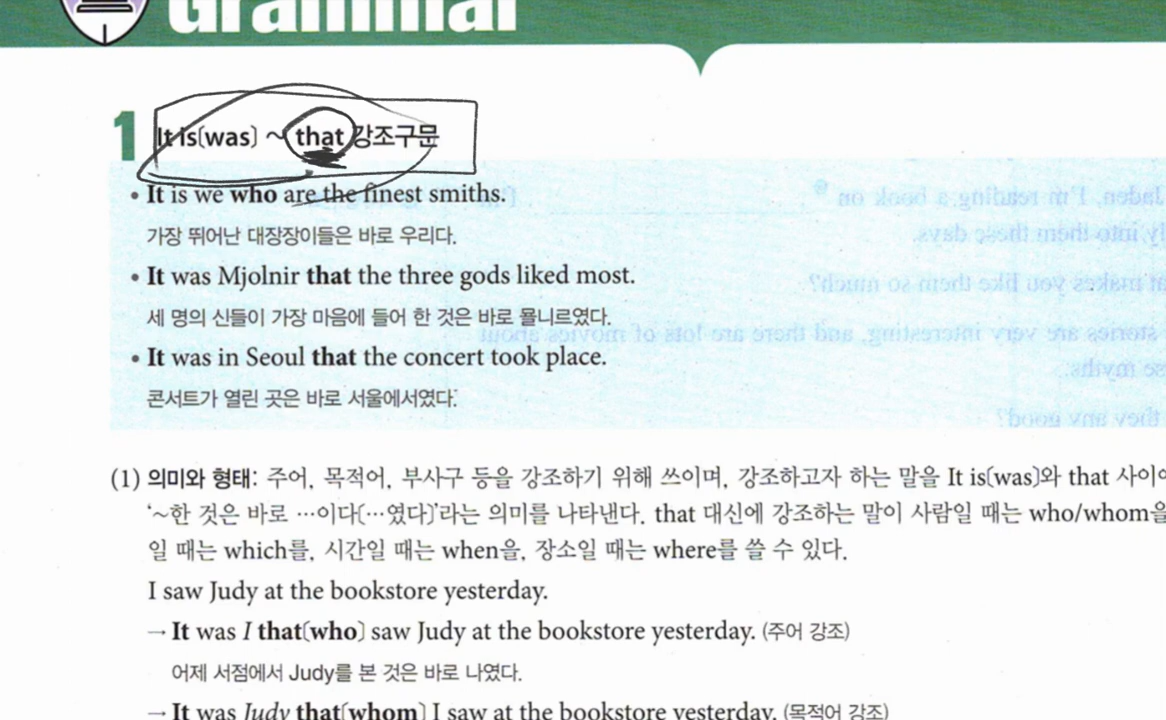 Grammar
1 It is(was) ~ that 강조구문
• It is we who are the finest smiths.
가장 뛰어난 대장장이들은 바로 우리다.
• It was Mjolnir that the three gods liked most.
세 명의 신들이 가장 마음에 들어 한 것은 바로 묠니르였다.
• It was in Seoul that the concert took place.
콘서트가 열린 곳은 바로 서울에서였다.
(1) 의미와 형태: 주어, 목적어, 부사구 등을 강조하기 위해 쓰이며, 강조하고자 하는 말을 It is(was)와 that 사이에
‘~한 것은 바로 …이다(…였다)’라는 의미를 나타낸다. that 대신에 강조하는 말이 사람일 때는 who/whom을
일 때는 which를, 시간일 때는 when을, 장소일 때는 where를 쓸 수 있다.
I saw Judy at the bookstore yesterday.
→ It was I that(who) saw Judy at the bookstore yesterday. (주어 강조)
어제 서점에서 Judy를 본 것은 바로 나였다.
→ It was Judy that(whom) I saw at the bookstore yesterday. (목적어 강조)